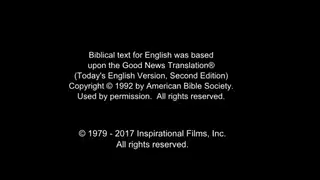 Biblical text for English was based
upon the Good News Translation®
(Today's English Version, Second Edition)
Copyright © 1992 by American Bible Society.
Used by permission.  All rights reserved.
© 1979 - 2017 Inspirational Films, Inc.
All rights reserved.